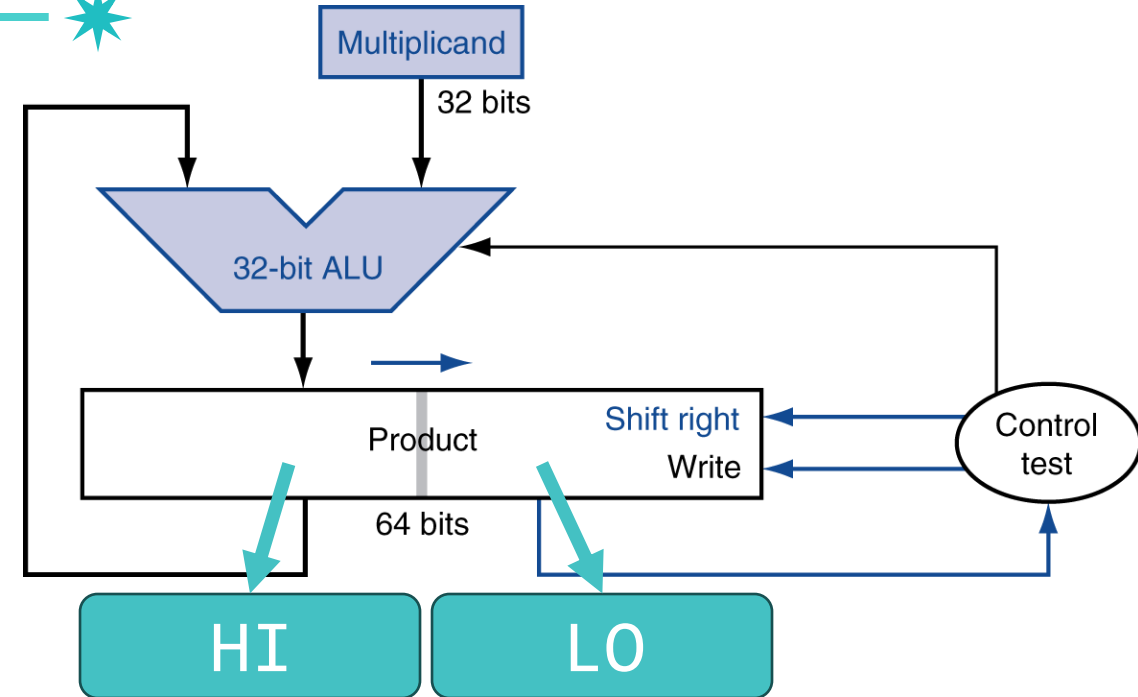 Multiplicand
32 bits
32-bit ALU
Product
Shift right
Write
Control
test
64 bits
HI
LO